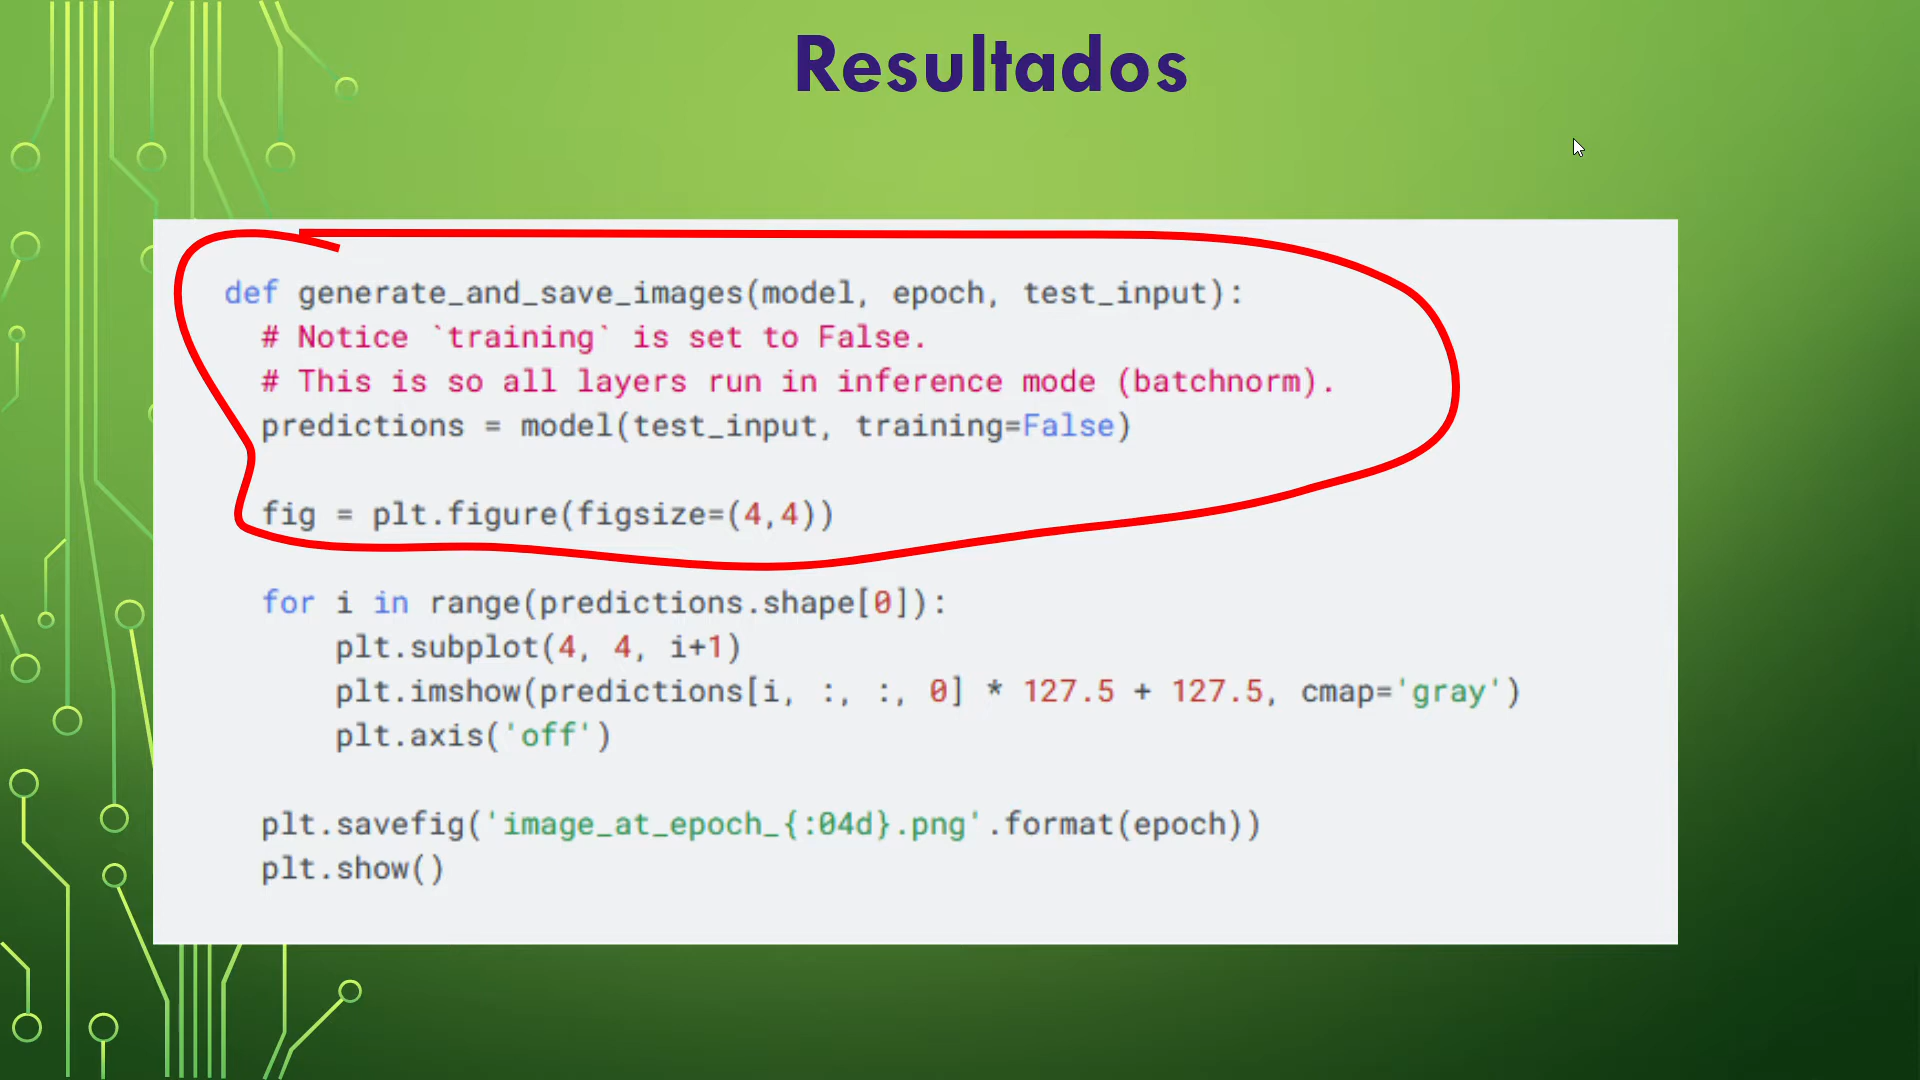 Resultados
def generate_and_save_images(model, epoch, test_input):
  # Notice `training` is set to False.
  # This is so all layers run in inference mode (batchnorm).
  predictions = model(test_input, training=False)

  fig = plt.figure(figsize=(4,4))

  for i in range(predictions.shape[0]):
      plt.subplot(4, 4, i+1)
      plt.imshow(predictions[i, :, :, 0] * 127.5 + 127.5, cmap='gray')
      plt.axis('off')

  plt.savefig('image_at_epoch_{:04d}.png'.format(epoch))
  plt.show()